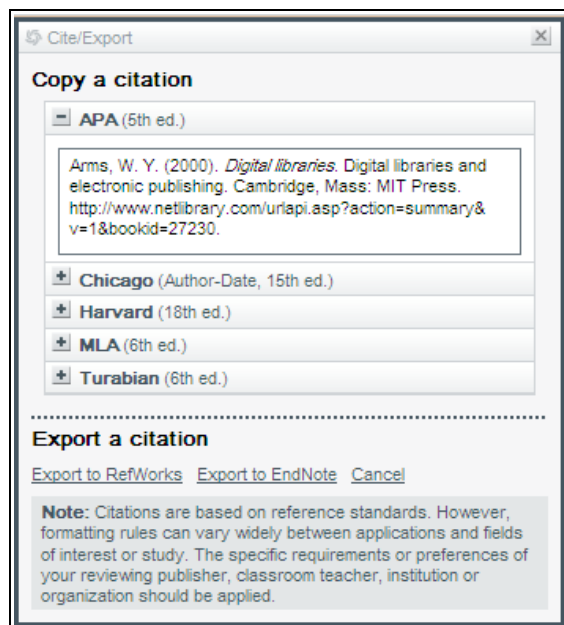 Cite/Export
Copy a citation
APA (5th ed.)
Arms, W. Y. (2000). Digital libraries. Digital libraries and
electronic publishing. Cambridge, Mass: MIT Press.
http://www.netlibrary.com/urlapi.asp?action=summary&
v=1&bookid=27230.
Chicago (Author-Date, 15th ed.)
Harvard (18th ed.)
MLA (6th ed.)
Turabian (6th ed.)
Export a citation
Export to RefWorks Export to EndNote Cancel
Note: Citations are based on reference standards. However,
formatting rules can vary widely between applications and fields
of interest or study. The specific requirements or preferences of
your reviewing publisher, classroom teacher, institution or
organization should be applied.